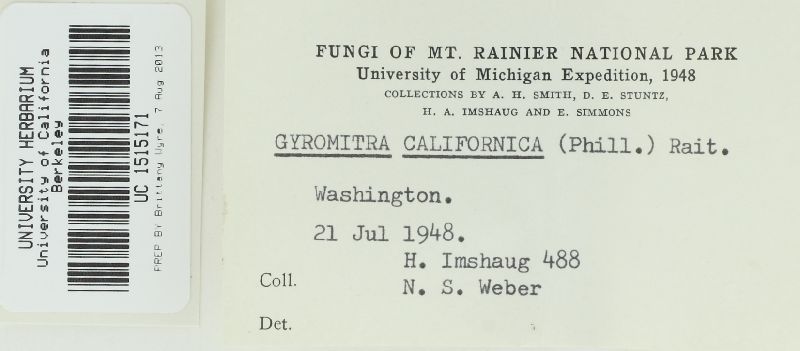 UNIVERSITY HERBARIUM
University of California
Berkeley
UC 1515171
PREP BY Brittany Uyre, 7 Aug 2013
FUNGI OF MT. RAINIER NATIONAL PARK
University of Michigan Expedition, 1948
COLLECTIONS BY A. H. SMITH, D. E. STUNTZ,
H. A. IMSHAUG AND E. SIMMONS
GYROMITRA CALIFORNICA (Phill.) Rait.
Washington.
21 Jul 1948.
H. Imshaug 488
Coll. N. S. Weber
Det.